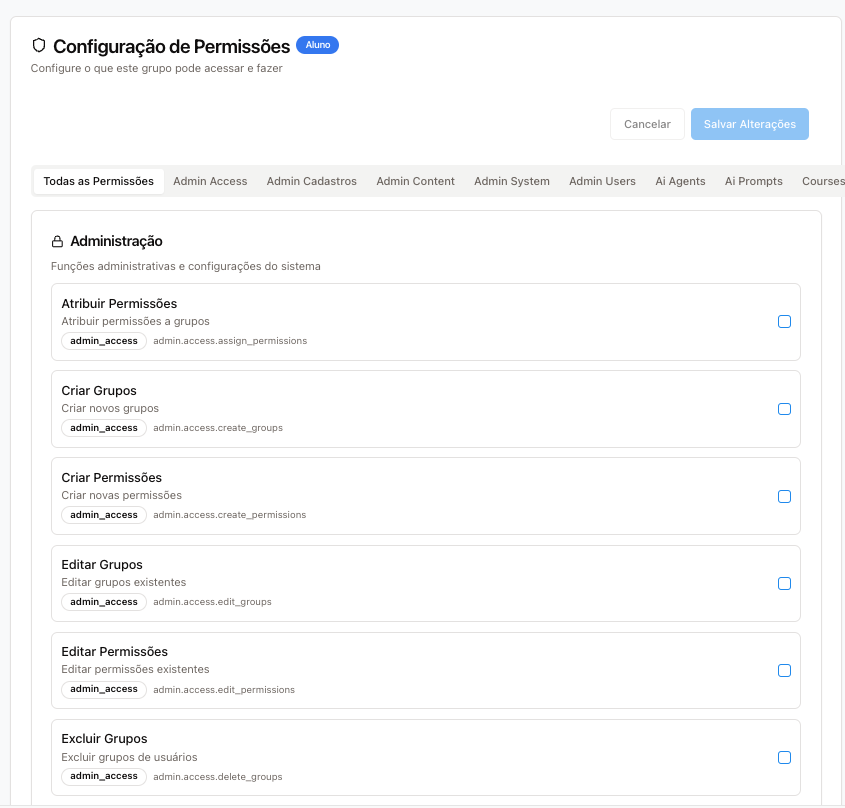 Configuração de Permissões Aluno
Configure o que este grupo pode acessar e fazer
Cancelar Salvar Alterações
Todas as Permissões Admin Access Admin Cadastros Admin Content Admin System Admin Users Ai Agents Ai Prompts Courses
Administração
Funções administrativas e configurações do sistema
Atribuir Permissões
Atribuir permissões a grupos
admin_access admin.access.assign_permissions
Criar Grupos
Criar novos grupos
admin_access admin.access.create_groups
Criar Permissões
Criar novas permissões
admin_access admin.access.create_permissions
Editar Grupos
Editar grupos existentes
admin_access admin.access.edit_groups
Editar Permissões
Editar permissões existentes
admin_access admin.access.edit_permissions
Excluir Grupos
Excluir grupos de usuários
admin_access admin.access.delete_groups